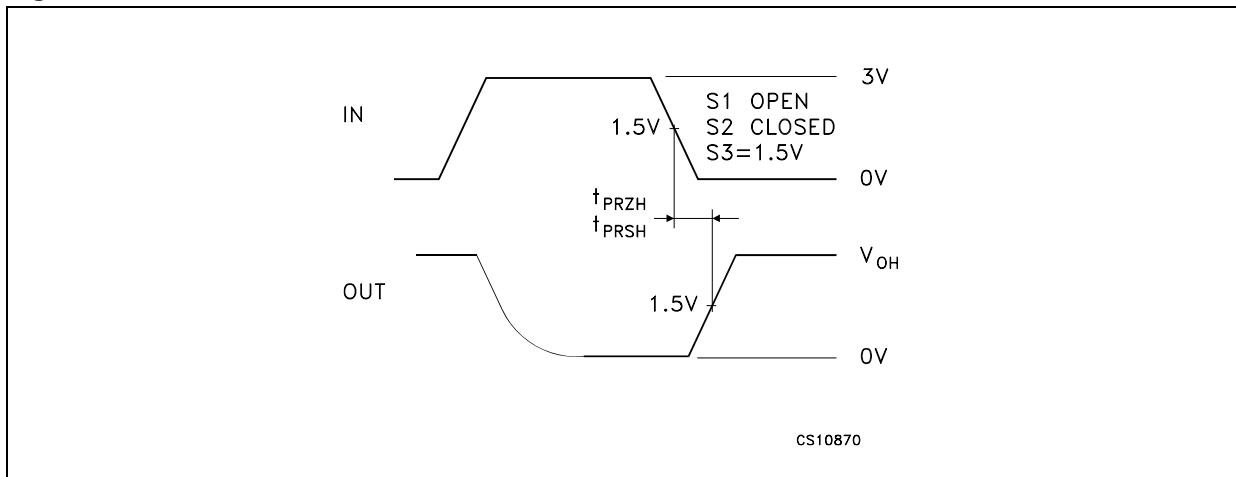 3V
IN
S1 OPEN
1.5V
S2 CLOSED
S3=1.5V
0V
tPRZH
tPRSH
VOH
OUT
1.5V
0V
CS10870